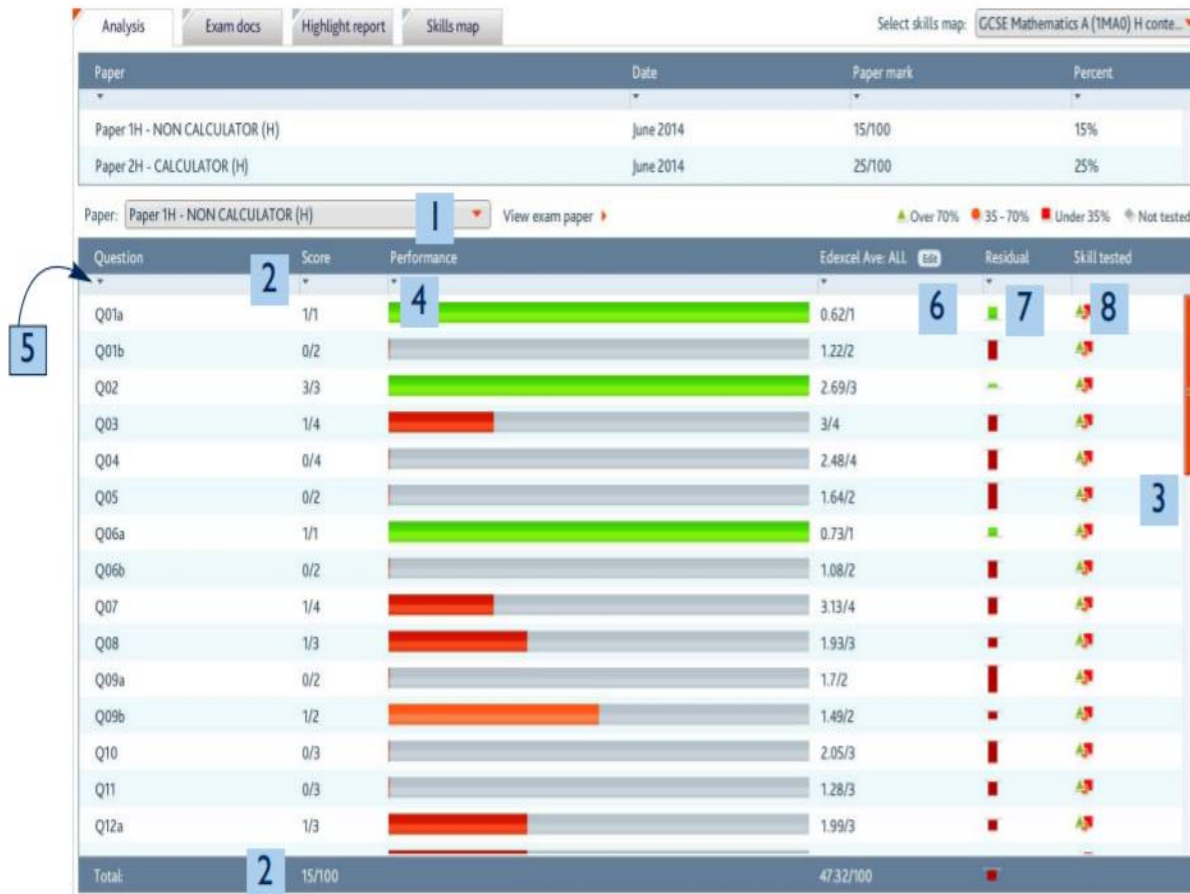 Analysis Exam docs Highlight report Skills map Select skills map: GCSE Mathematics A (1MA0) H conte...
Paper Date Paper mark Percent
Paper 1H - NON CALCULATOR (H) June 2014 15/100 15%
Paper 2H - CALCULATOR (H) June 2014 25/100 25%
Paper: Paper 1H - NON CALCULATOR (H) 1 View exam paper Over 70% 35 - 70% Under 35% Not tested
Question 2 Score Performance Edexcel Ave: ALL Edit Residual Skill tested
4 6 7 8
Q01a 1/1 0.62/1
5
Q01b 0/2 1.22/2
Q02 3/3 2.69/3
Q03 1/4 3/4
Q04 0/4 2.48/4
Q05 0/2 1.64/2
3
Q06a 1/1 0.73/1
Q06b 0/2 1.08/2
Q07 1/4 3.13/4
Q08 1/3 1.93/3
Q09a 0/2 1.7/2
Q09b 1/2 1.49/2
Q10 0/3 2.05/3
Q11 0/3 1.28/3
Q12a 1/3 1.99/3
Total: 2 15/100 47.32/100